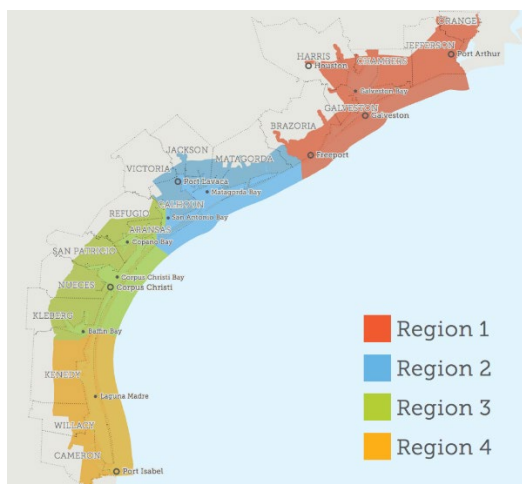 ORANGE
JEFFERSON
Port Arthur
HARRIS
Houston
CHAMBERS
Galveston Bay
GALVESTON
Galveston
BRAZORIA
Freeport
JACKSON
MATAGORDA
VICTORIA
Port Lavaca
Matagorda Bay
CALHOUN
San Antonio Bay
REFUGIO
ARANSAS
Copano Bay
SAN PATRICIO
Corpus Christi Bay
NUECES
Corpus Christi
KLEBERG
Baffin Bay
KENEDY
Laguna Madre
WILLACY
CAMERON
Port Isabel
Region 1
Region 2
Region 3
Region 4